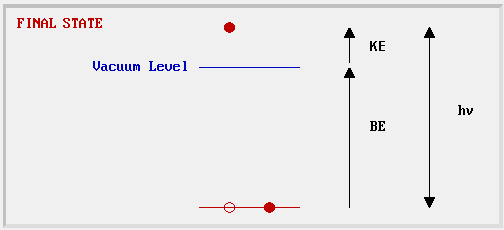 FINAL STATE
KE
Vacuum Level
hν
BE